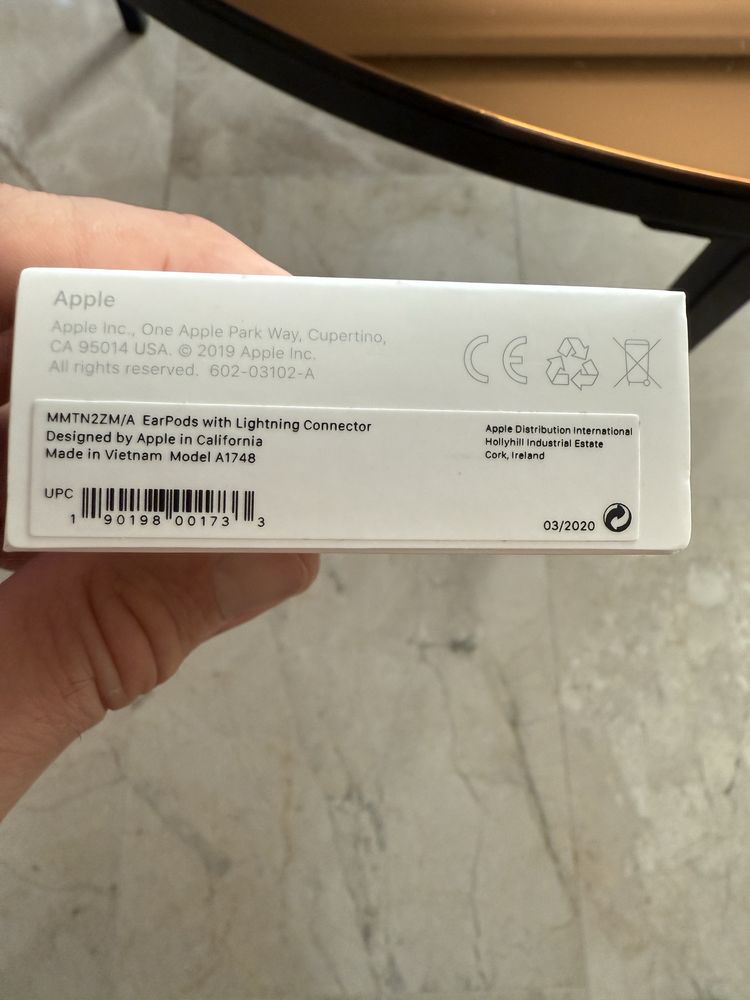 Apple
Apple Inc., One Apple Park Way, Cupertino,
CA 95014 USA. © 2019 Apple Inc.
All rights reserved. 602-03102-A
CE
MMTN2ZM/A EarPods with Lightning Connector
Designed by Apple in California
Made in Vietnam Model A1748
Apple Distribution International
Hollyhill Industrial Estate
Cork, Ireland
UPC
1 90198 00173 3
03/2020